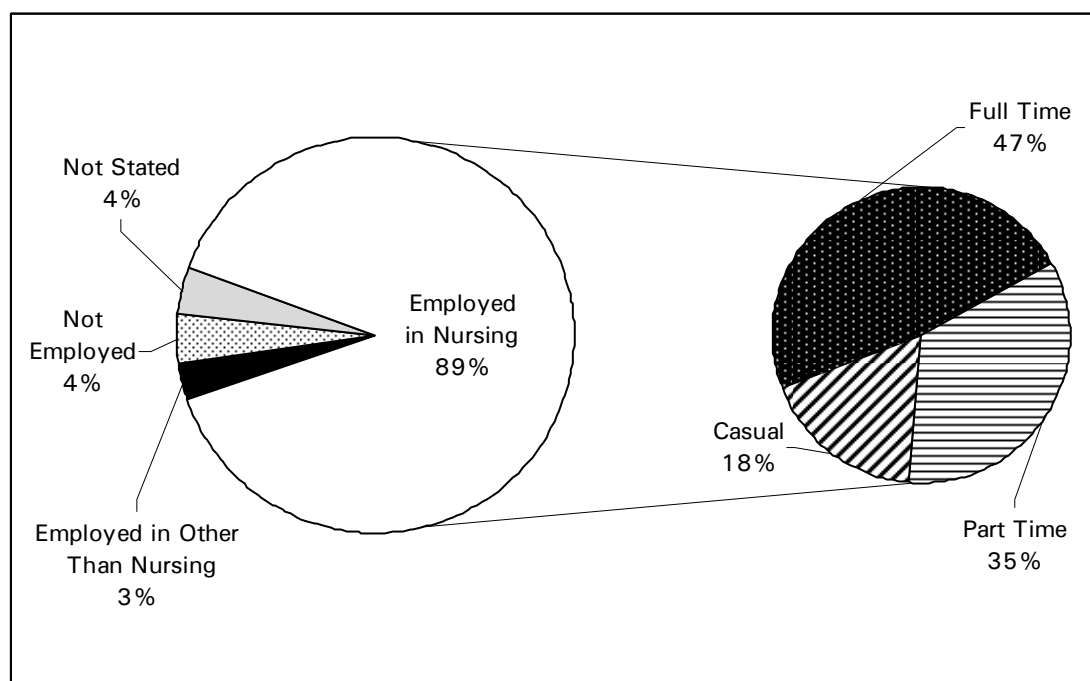 Full Time
47%
Not Stated
4%
Employed
in Nursing
89%
Not
Employed
4%
Casual
18%
Employed in Other
Than Nursing
3%
Part Time
35%